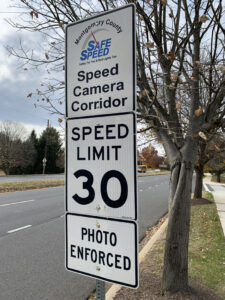 Montgomery County
SAFE
SPEED
Speed
Camera
Corridor
SPEED
LIMIT
30
PHOTO
ENFORCED